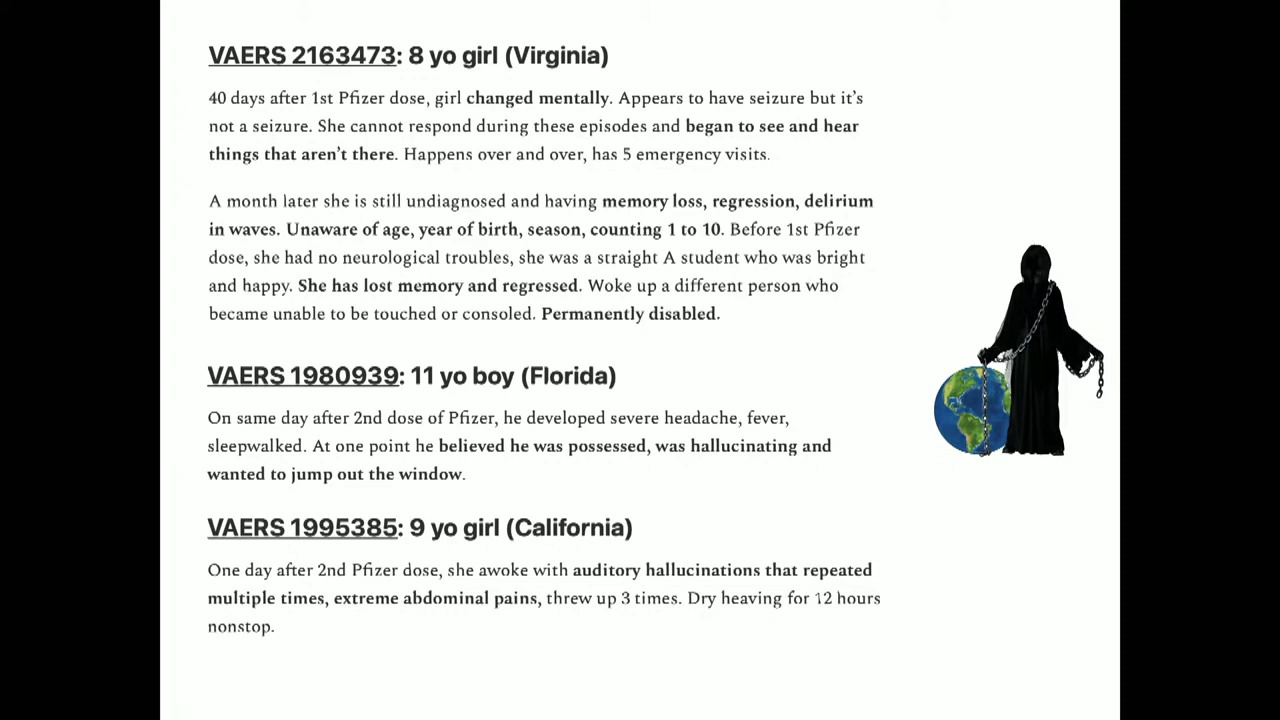 VAERS 2163473: 8 yo girl (Virginia)
40 days after 1st Pfizer dose, girl changed mentally. Appears to have seizure but it’s
not a seizure. She cannot respond during these episodes and began to see and hear
things that aren’t there. Happens over and over, has 5 emergency visits.
A month later she is still undiagnosed and having memory loss, regression, delirium
in waves. Unaware of age, year of birth, season, counting 1 to 10. Before 1st Pfizer
dose, she had no neurological troubles, she was a straight A student who was bright
and happy. She has lost memory and regressed. Woke up a different person who
became unable to be touched or consoled. Permanently disabled.
VAERS 1980939: 11 yo boy (Florida)
On same day after 2nd dose of Pfizer, he developed severe headache, fever,
sleepwalked. At one point he believed he was possessed, was hallucinating and
wanted to jump out the window.
VAERS 1995385: 9 yo girl (California)
One day after 2nd Pfizer dose, she awoke with auditory hallucinations that repeated
multiple times, extreme abdominal pains, threw up 3 times. Dry heaving for 12 hours
nonstop.